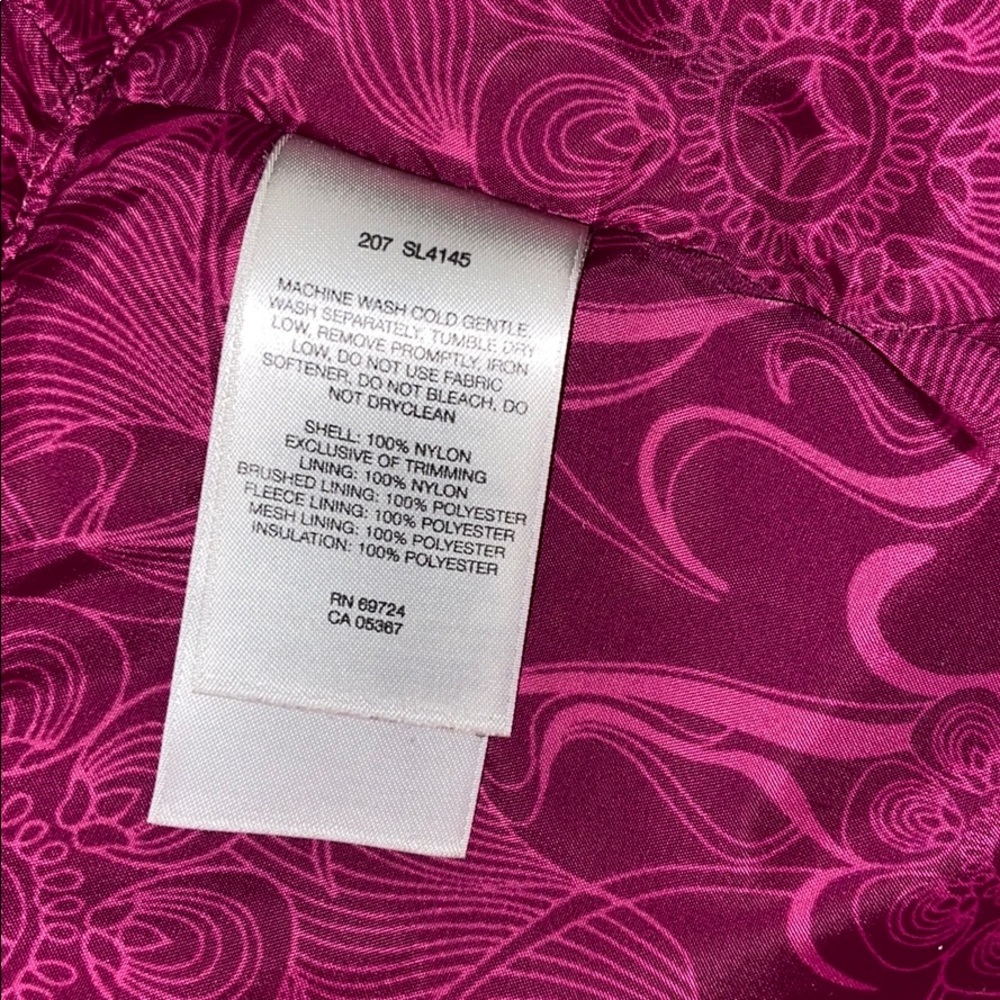 207 SL4145
MACHINE WASH COLD GENTLE,
WASH SEPARATELY, TUMBLE DRY
LOW, REMOVE PROMPTLY, IRON
LOW, DO NOT USE FABRIC
SOFTENER, DO NOT BLEACH, DO
NOT DRYCLEAN
SHELL: 100% NYLON
EXCLUSIVE OF TRIMMING
LINING: 100% NYLON
BRUSHED LINING: 100% POLYESTER
FLEECE LINING: 100% POLYESTER
MESH LINING: 100% POLYESTER
INSULATION: 100% POLYESTER
RN 69724
CA 05367